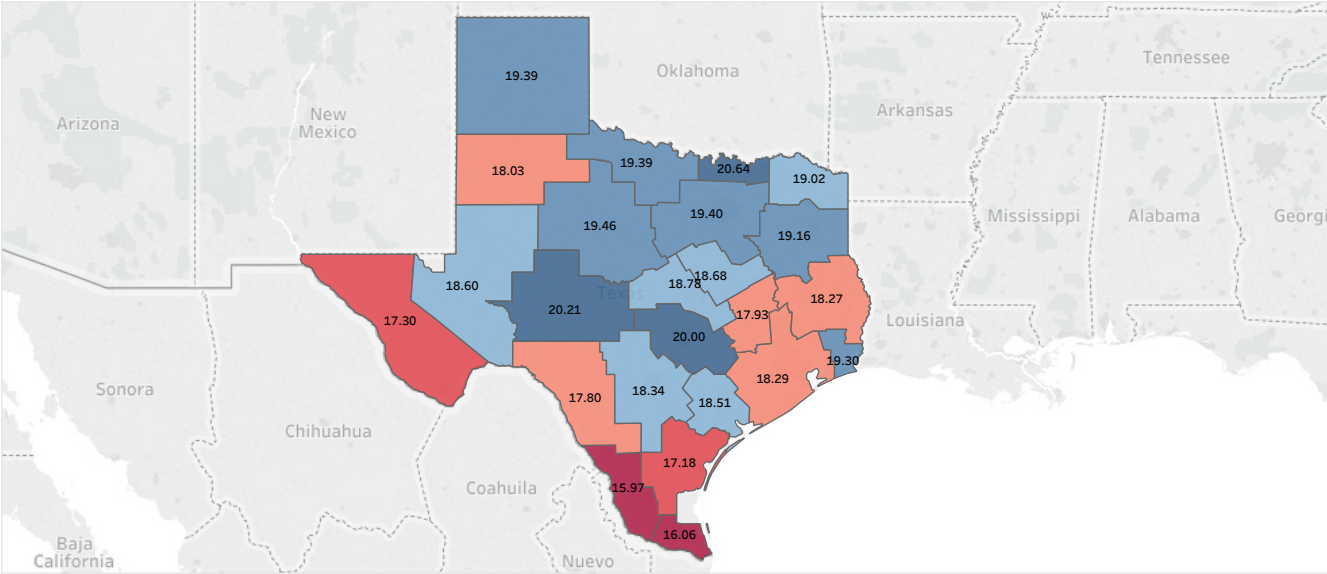 19.39
Oklahoma
Tennessee
Arizona
New
Mexico
Arkansas
18.03
19.39
20.64
19.02
19.46
19.40
19.16
Mississippi
Alabama
Georgi
18.60
Texas
18.78
18.68
18.27
17.30
20.21
20.00
17.93
Louisiana
19.30
Sonora
17.80
18.34
18.51
18.29
Chihuahua
17.18
Coahuila
15.97
16.06
Baja
California
Nuevo